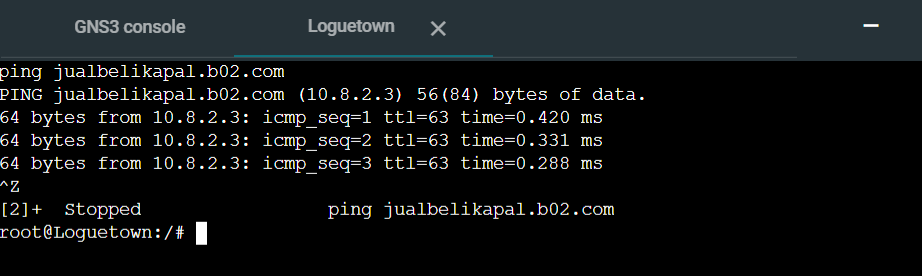 GNS3 console
Loguetown
ping jualbelikapal.b02.com
PING jualbelikapal.b02.com (10.8.2.3) 56(84) bytes of data.
64 bytes from 10.8.2.3: icmp_seq=1 ttl=63 time=0.420 ms
64 bytes from 10.8.2.3: icmp_seq=2 ttl=63 time=0.331 ms
64 bytes from 10.8.2.3: icmp_seq=3 ttl=63 time=0.288 ms
^Z
[2]+  Stopped                 ping jualbelikapal.b02.com
root@Loguetown:/#